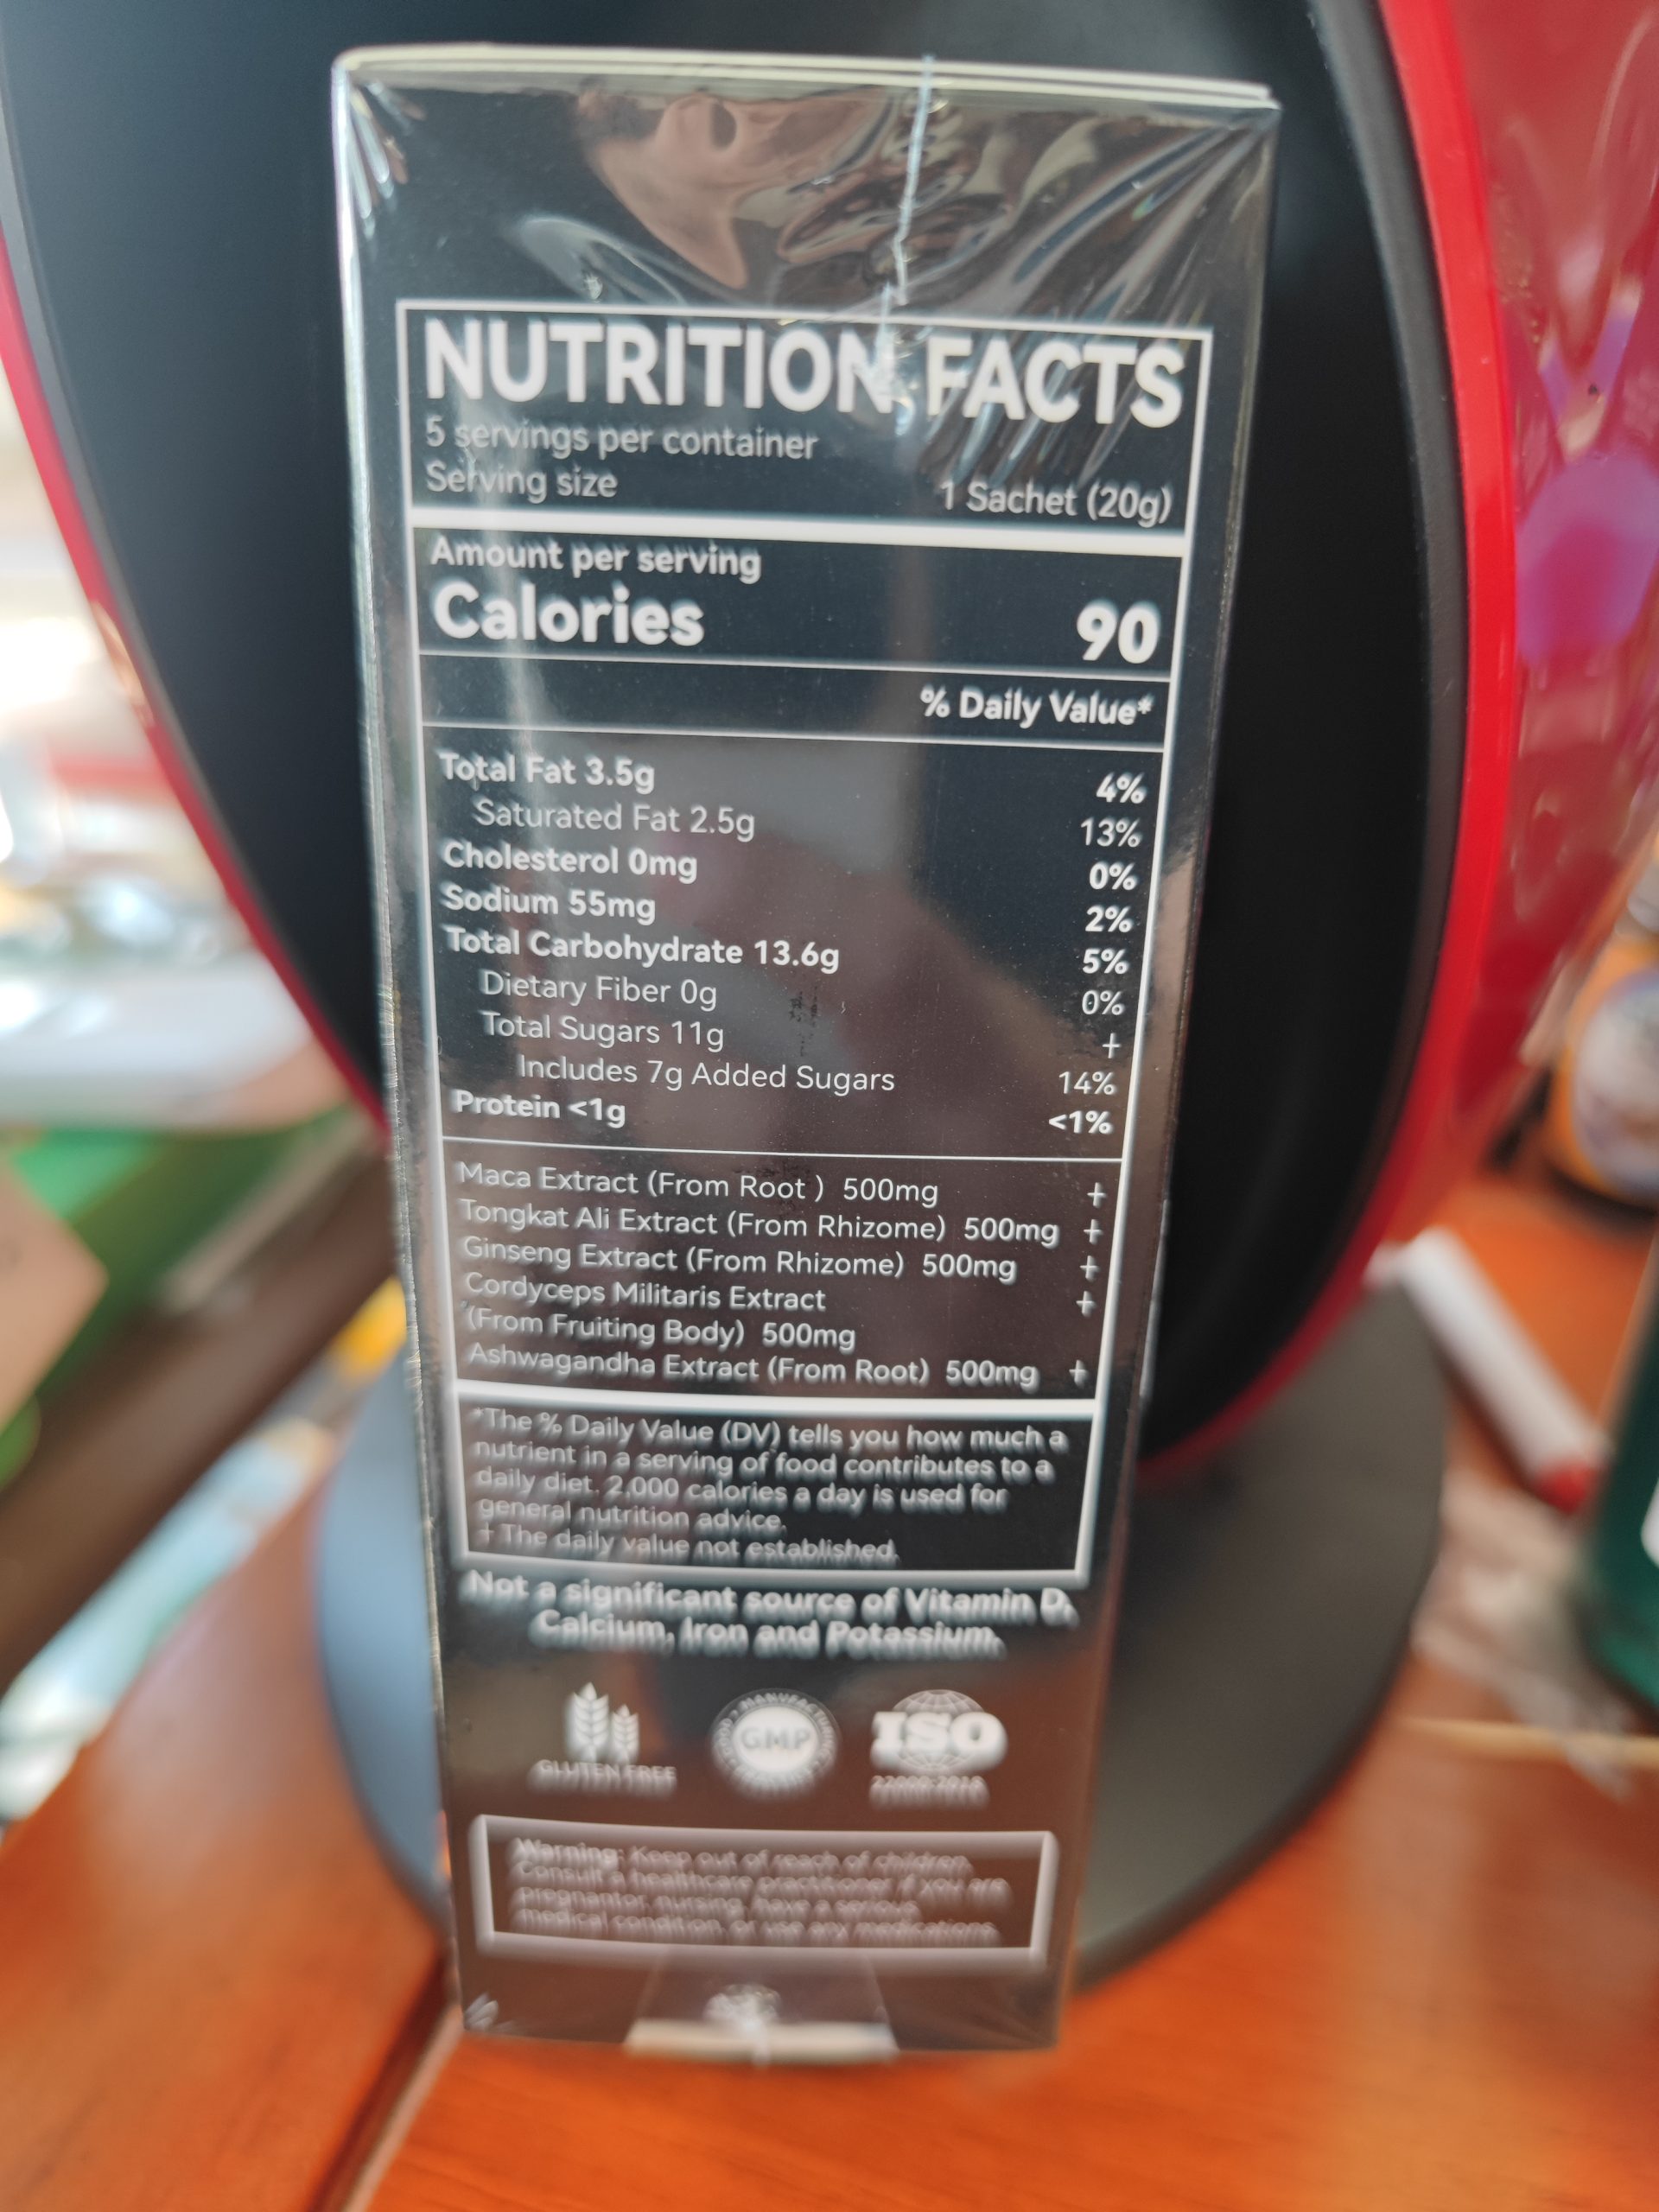 NUTRITION FACTS
5 servings per container
Serving size 1 Sachet (20g)
Amount per serving
Calories 90
% Daily Value*
Total Fat 3.5g 4%
Saturated Fat 2.5g 13%
Cholesterol 0mg 0%
Sodium 55mg 2%
Total Carbohydrate 13.6g 5%
Dietary Fiber 0g 0%
Total Sugars 11g +
Includes 7g Added Sugars 14%
Protein <1g <1%
Maca Extract (From Root ) 500mg +
Tongkat Ali Extract (From Rhizome) 500mg +
Ginseng Extract (From Rhizome) 500mg +
Cordyceps Militaris Extract +
(From Fruiting Body) 500mg
Ashwagandha Extract (From Root) 500mg +
*The % Daily Value (DV) tells you how much a
nutrient in a serving of food contributes to a
daily diet. 2,000 calories a day is used for
general nutrition advice.
+ The daily value not established.
Not a significant source of Vitamin D,
Calcium, Iron and Potassium.
GLUTEN FREE
MANUFACTURING
GMP
ISO
22000:2018
Warning: Keep out of reach of children.
Consult a healthcare practitioner if you are
pregnantor nursing, have a serious
medical condition, or use any medications.